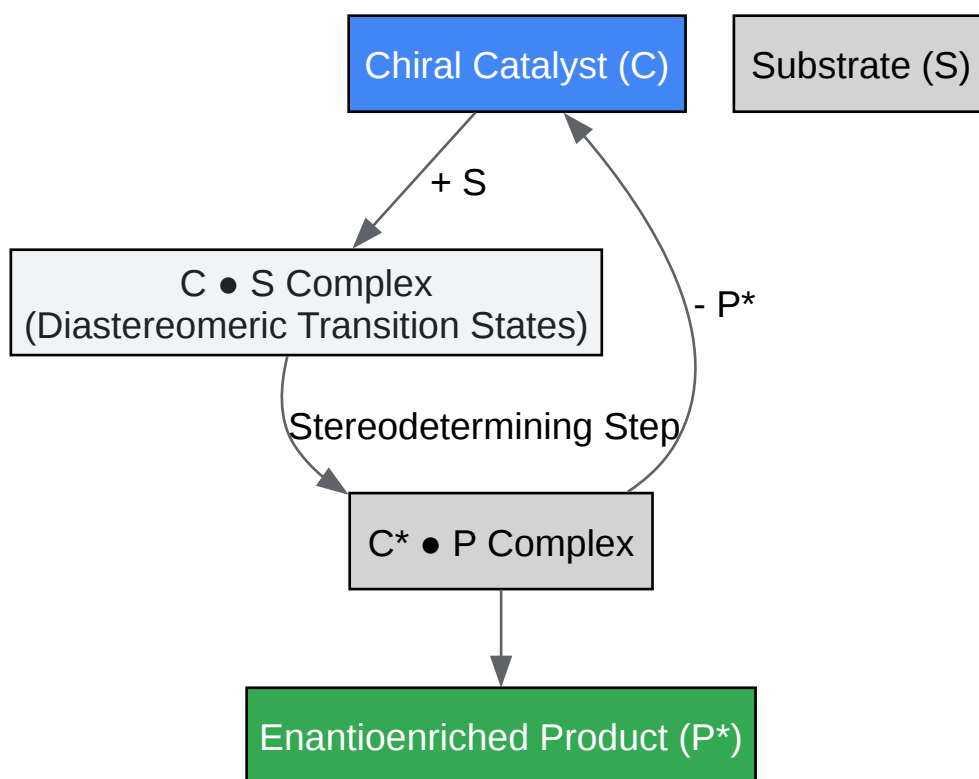 Chiral Catalyst (C)
Substrate (S)
+ S
C ● S Complex
(Diastereomeric Transition States)
- P*
Stereodetermining Step
C* ● P Complex
Enantioenriched Product (P*)